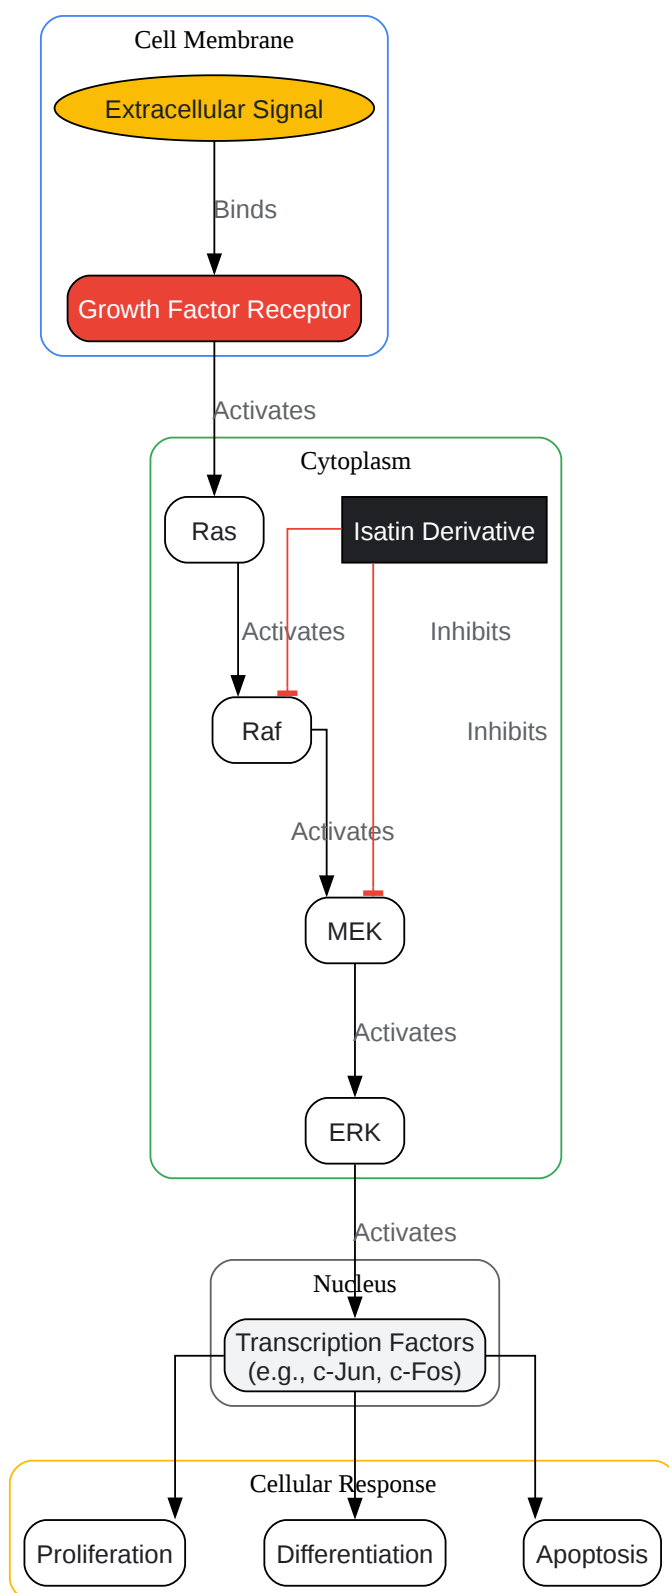 Cell Membrane
Extracellular Signal
Binds
Growth Factor Receptor
Activates
Cytoplasm
Ras
Isatin Derivative
Activates
Inhibits
Raf
Inhibits
Activates
MEK
Activates
ERK
Activates
Nucleus
Transcription Factors
(e.g., c-Jun, c-Fos)
Cellular Response
Proliferation
Differentiation
Apoptosis